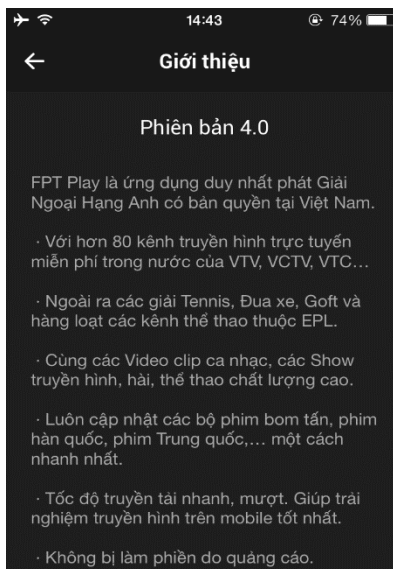 14:43
74%
Giới thiệu
Phiên bản 4.0
FPT Play là ứng dụng duy nhất phát Giải
Ngoại Hạng Anh có bản quyền tại Việt Nam.
· Với hơn 80 kênh truyền hình trực tuyến
miễn phí trong nước của VTV, VCTV, VTC...
· Ngoài ra các giải Tennis, Đua xe, Goft và
hàng loạt các kênh thể thao thuộc EPL.
· Cùng các Video clip ca nhạc, các Show
truyền hình, hài, thể thao chất lượng cao.
· Luôn cập nhật các bộ phim bom tấn, phim
hàn quốc, phim Trung quốc,... một cách
nhanh nhất.
· Tốc độ truyền tải nhanh, mượt. Giúp trải
nghiệm truyền hình trên mobile tốt nhất.
· Không bị làm phiền do quảng cáo.